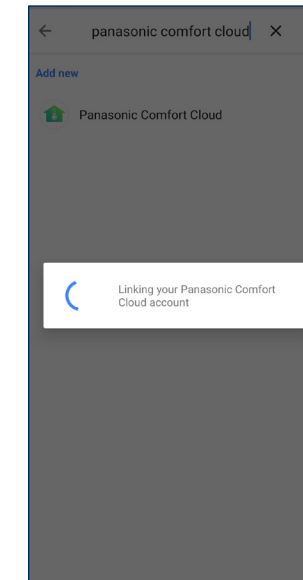 panasonic comfort cloud
Add new
Panasonic Comfort Cloud
Linking your Panasonic Comfort
Cloud account